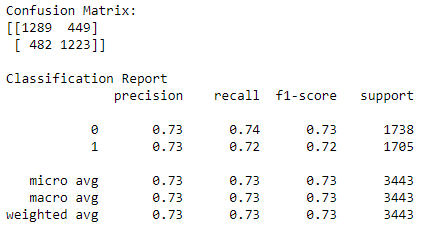 Confusion Matrix:
[[1289  449]
 [ 482 1223]]
Classification Report
              precision    recall  f1-score   support
           0       0.73      0.74      0.73      1738
           1       0.73      0.72      0.72      1705
   micro avg       0.73      0.73      0.73      3443
   macro avg       0.73      0.73      0.73      3443
weighted avg       0.73      0.73      0.73      3443